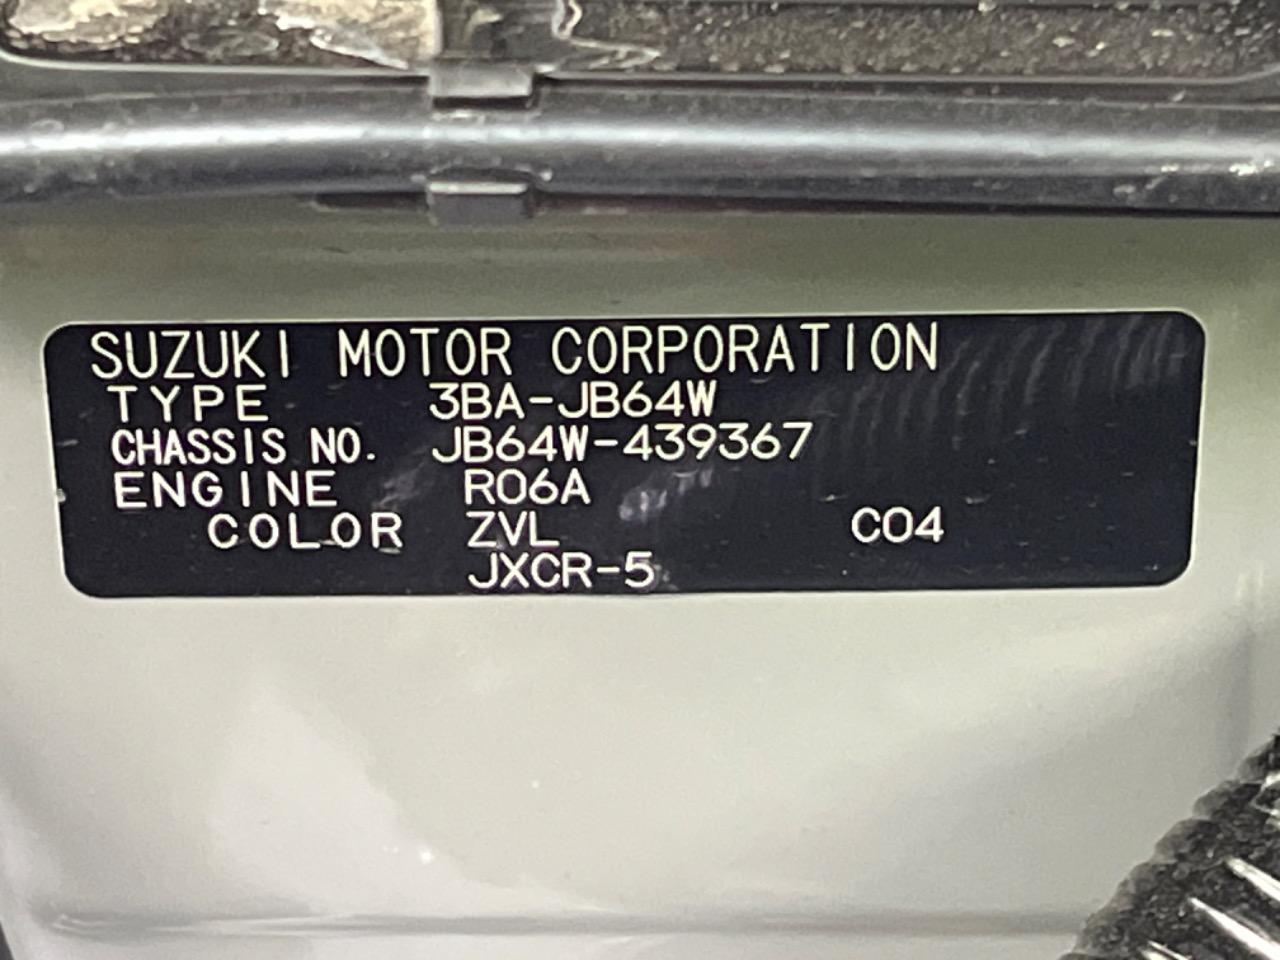 SUZUKI MOTOR CORPORATION
TYPE 3BA-JB64W
CHASSIS NO. JB64W-439367
ENGINE R06A
COLOR ZVL C04
JXCR-5